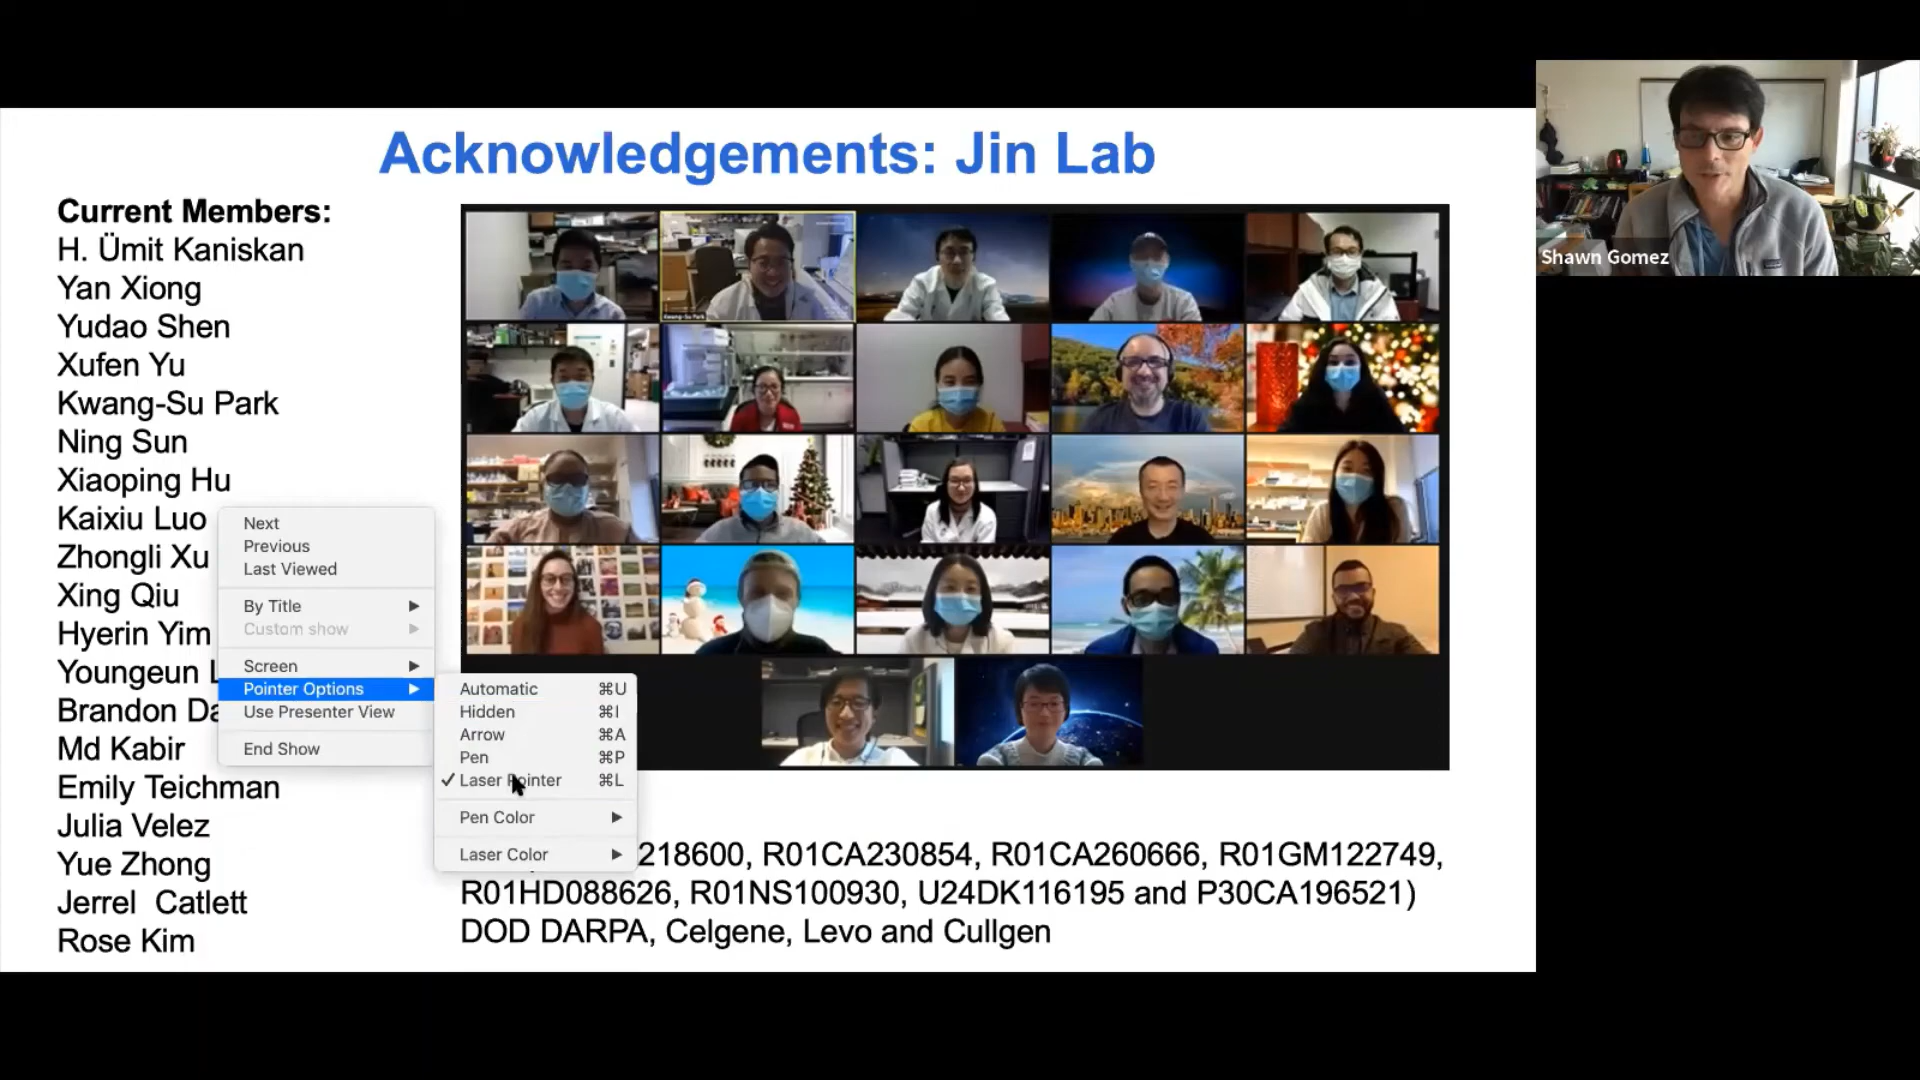 Acknowledgements: Jin Lab
Current Members:
H. Ümit Kaniskan
Yan Xiong
Yudao Shen
Xufen Yu
Kwang-Su Park
Ning Sun
Xiaoping Hu
Kaixiu Luo
Zhongli Xu
Xing Qiu
Hyerin Yim
Youngeun
Brandon
Md Kabir
Emily Teichman
Julia Velez
Yue Zhong
Jerrel Catlett
Rose Kim
Kwang-Su Park
Next
Previous
Last Viewed
By Title
Custom show
Screen
Pointer Options
Use Presenter View
End Show
Automatic ⌘U
Hidden ⌘I
Arrow ⌘A
Pen ⌘P
✓ Laser Pointer ⌘L
Pen Color
Laser Color
218600, R01CA230854, R01CA260666, R01GM122749,
R01HD088626, R01NS100930, U24DK116195 and P30CA196521)
DOD DARPA, Celgene, Levo and Cullgen
Shawn Gomez